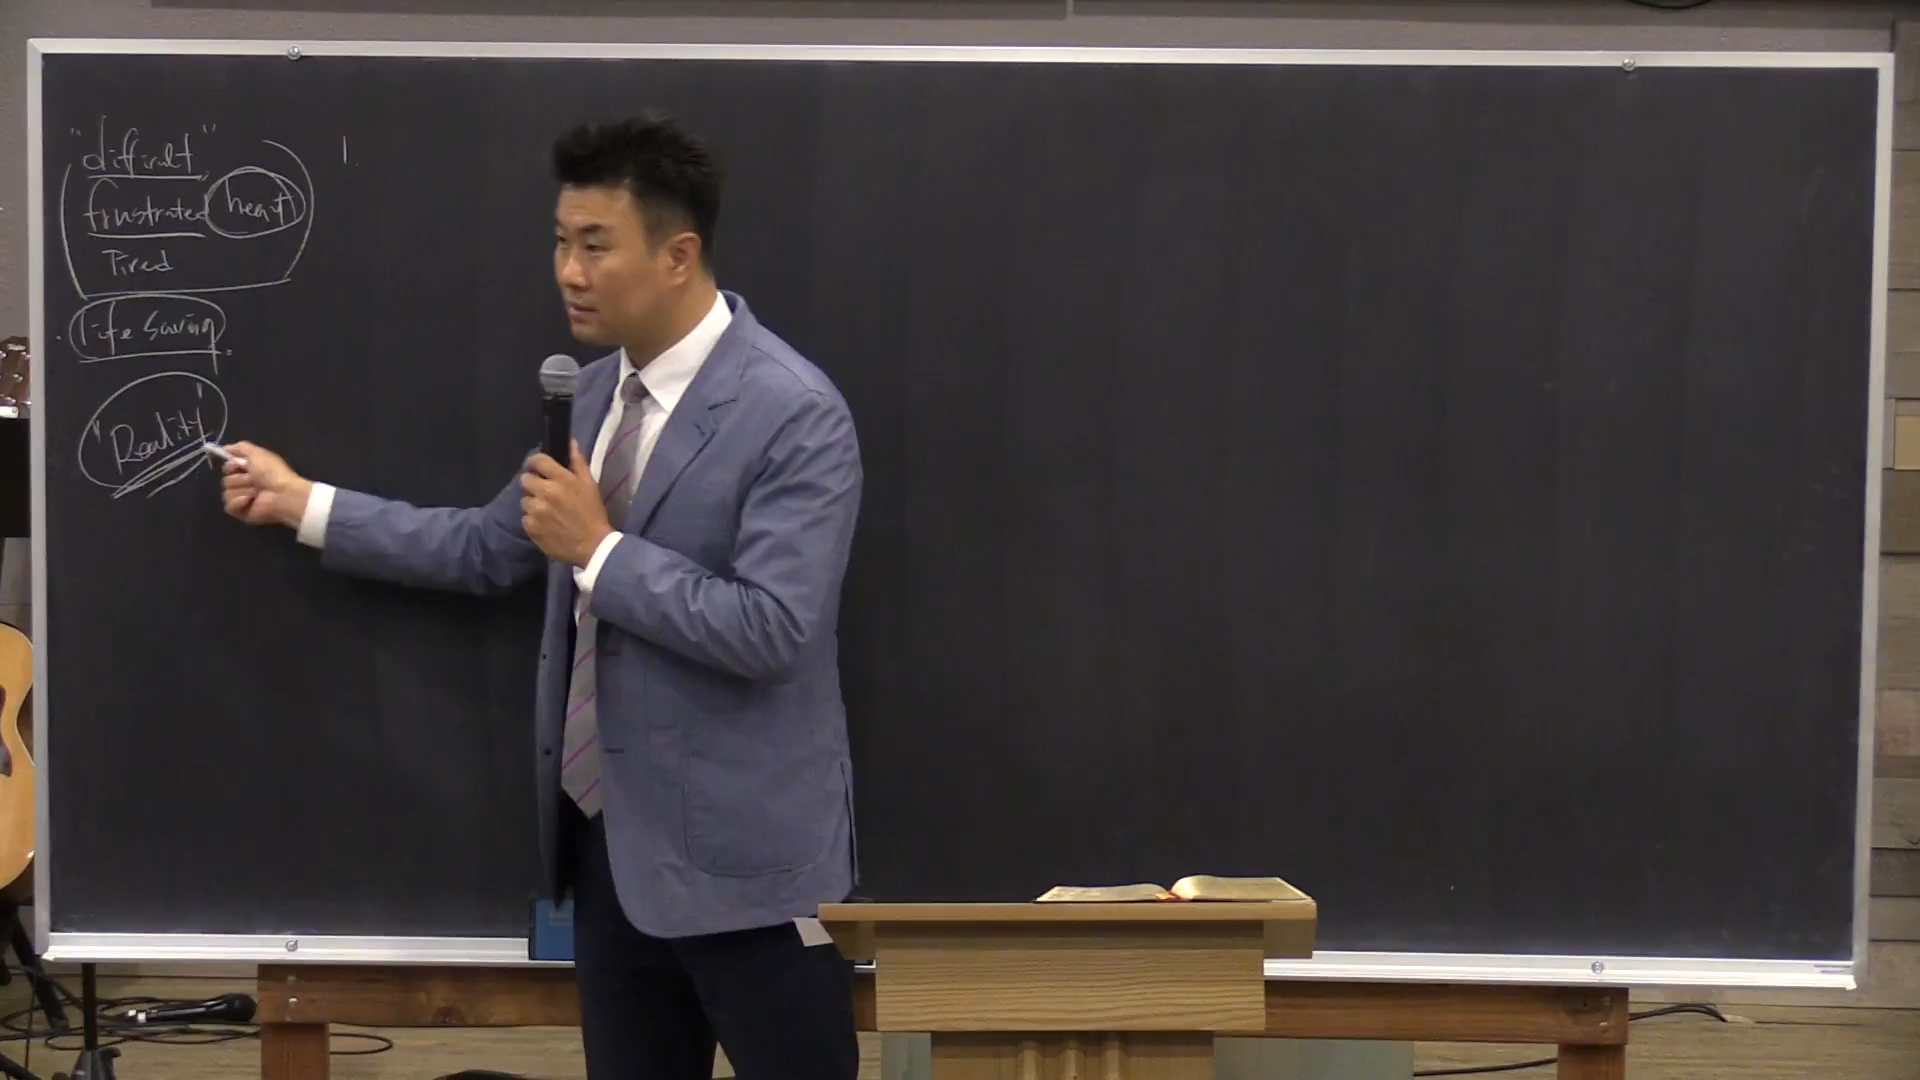 "difficult"
frustrated heart
Tired
life saving
"Reality"
1.